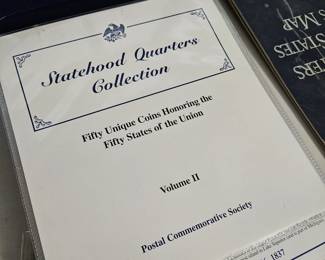 Statehood Quarters
Collection
Fifty Unique Coins Honoring the
Fifty States of the Union
Volume II
Postal Commemorative Society
TERS
STATES
MAP
1837